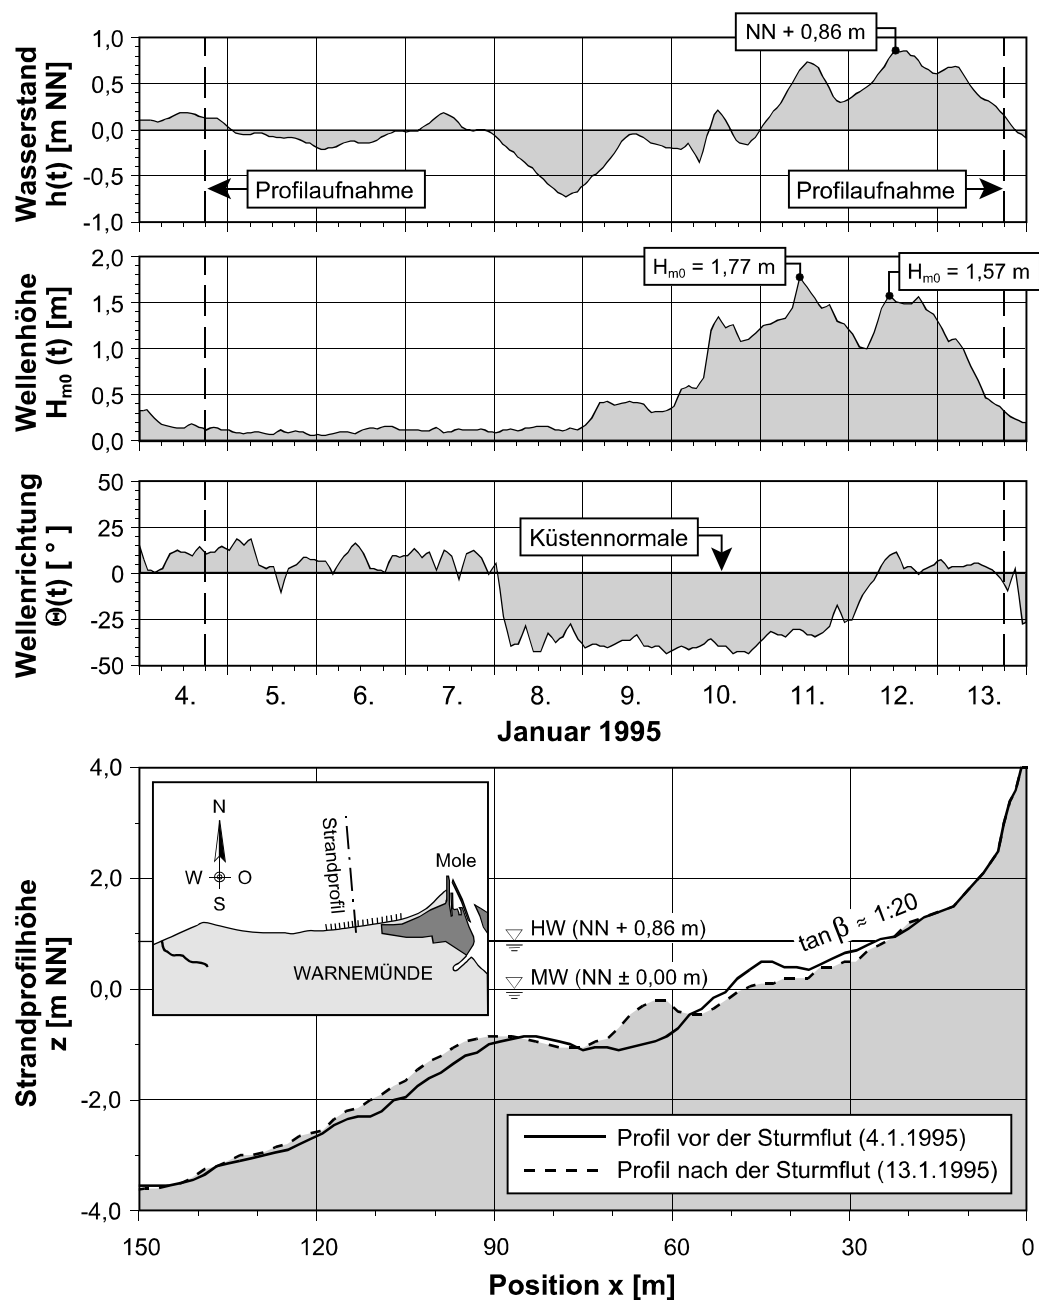 NN + 0,86 m
Wasserstand
h(t) [m NN]
1,0
0,5
0,0
-0,5
-1,0
Profilaufnahme
Profilaufnahme
Wellenhöhe
Hm0 (t) [m]
2,0
1,5
1,0
0,5
0,0
Hm0 = 1,77 m
Hm0 = 1,57 m
Wellenrichtung
Θ(t) [ ° ]
50
25
0
-25
-50
Küstennormale
4. 5. 6. 7. 8. 9. 10. 11. 12. 13.
Januar 1995
Strandprofilhöhe
z [m NN]
4,0
2,0
0,0
-2,0
-4,0
N
W O
S
Strandprofil
Mole
WARNEMÜNDE
HW (NN + 0,86 m)
MW (NN ± 0,00 m)
tan β ≈ 1:20
Profil vor der Sturmflut (4.1.1995)
Profil nach der Sturmflut (13.1.1995)
150 120 90 60 30 0
Position x [m]